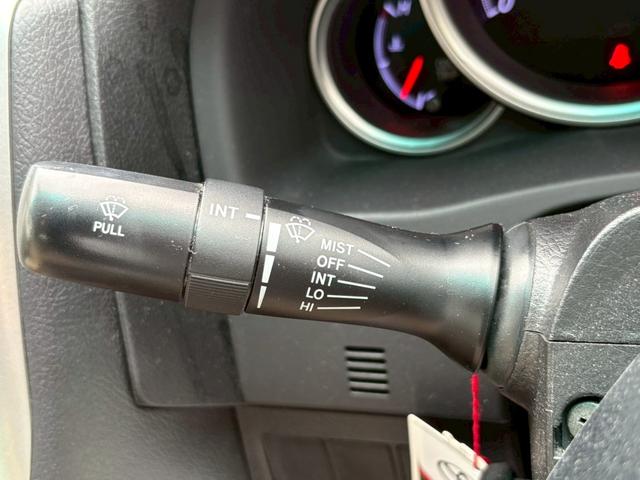 PULL
INT
MIST
OFF
INT
LO
HI